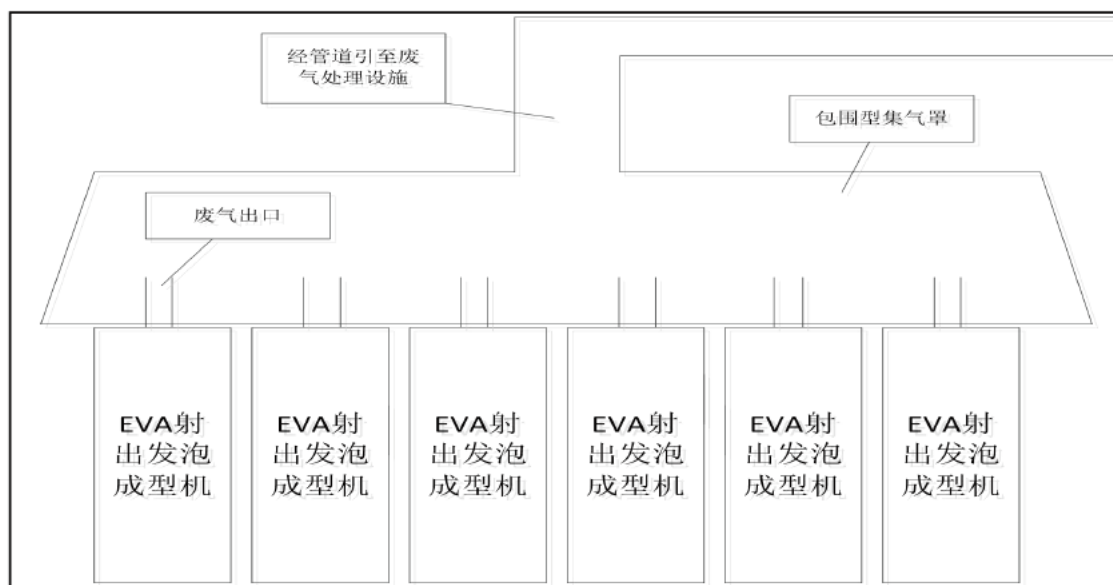 经管道引至废
气处理设施
包围型集气罩
废气出口
EVA射
出发泡
成型机
EVA射
出发泡
成型机
EVA射
出发泡
成型机
EVA射
出发泡
成型机
EVA射
出发泡
成型机
EVA射
出发泡
成型机